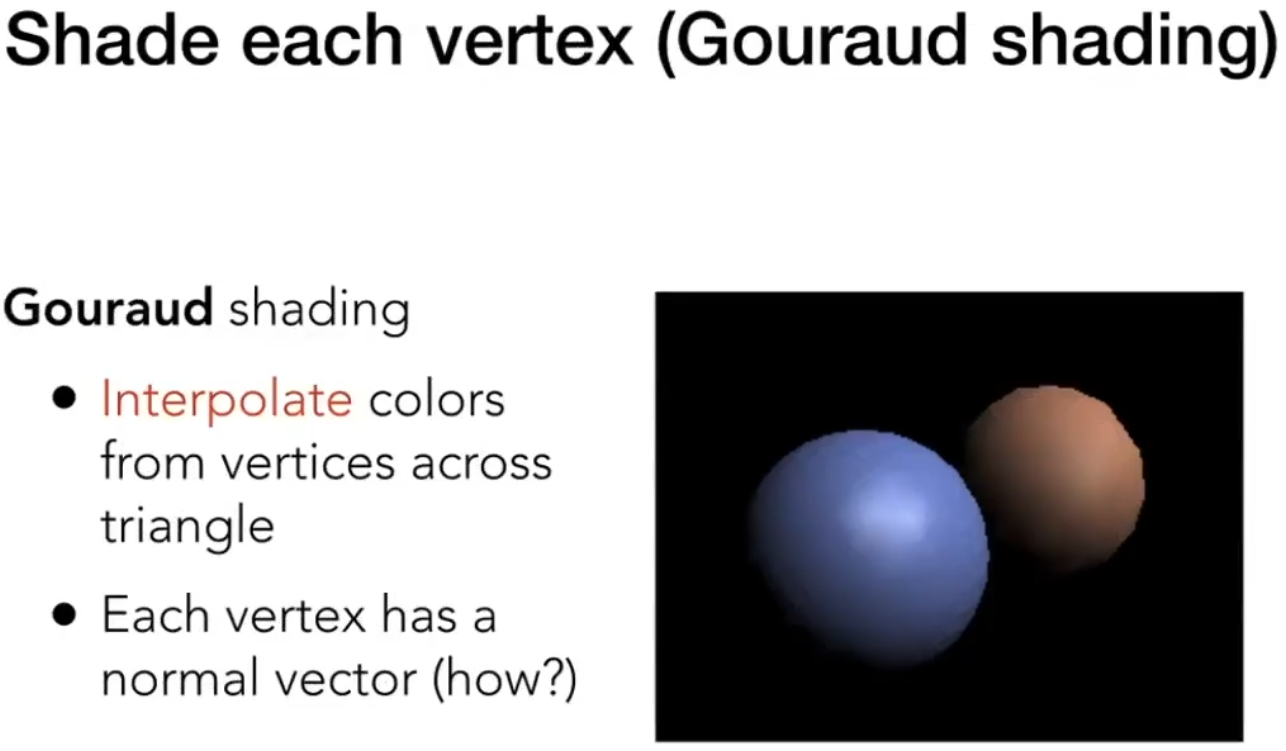 Shade each vertex (Gouraud shading)
Gouraud shading
• Interpolate colors
from vertices across
triangle
• Each vertex has a
normal vector (how?)